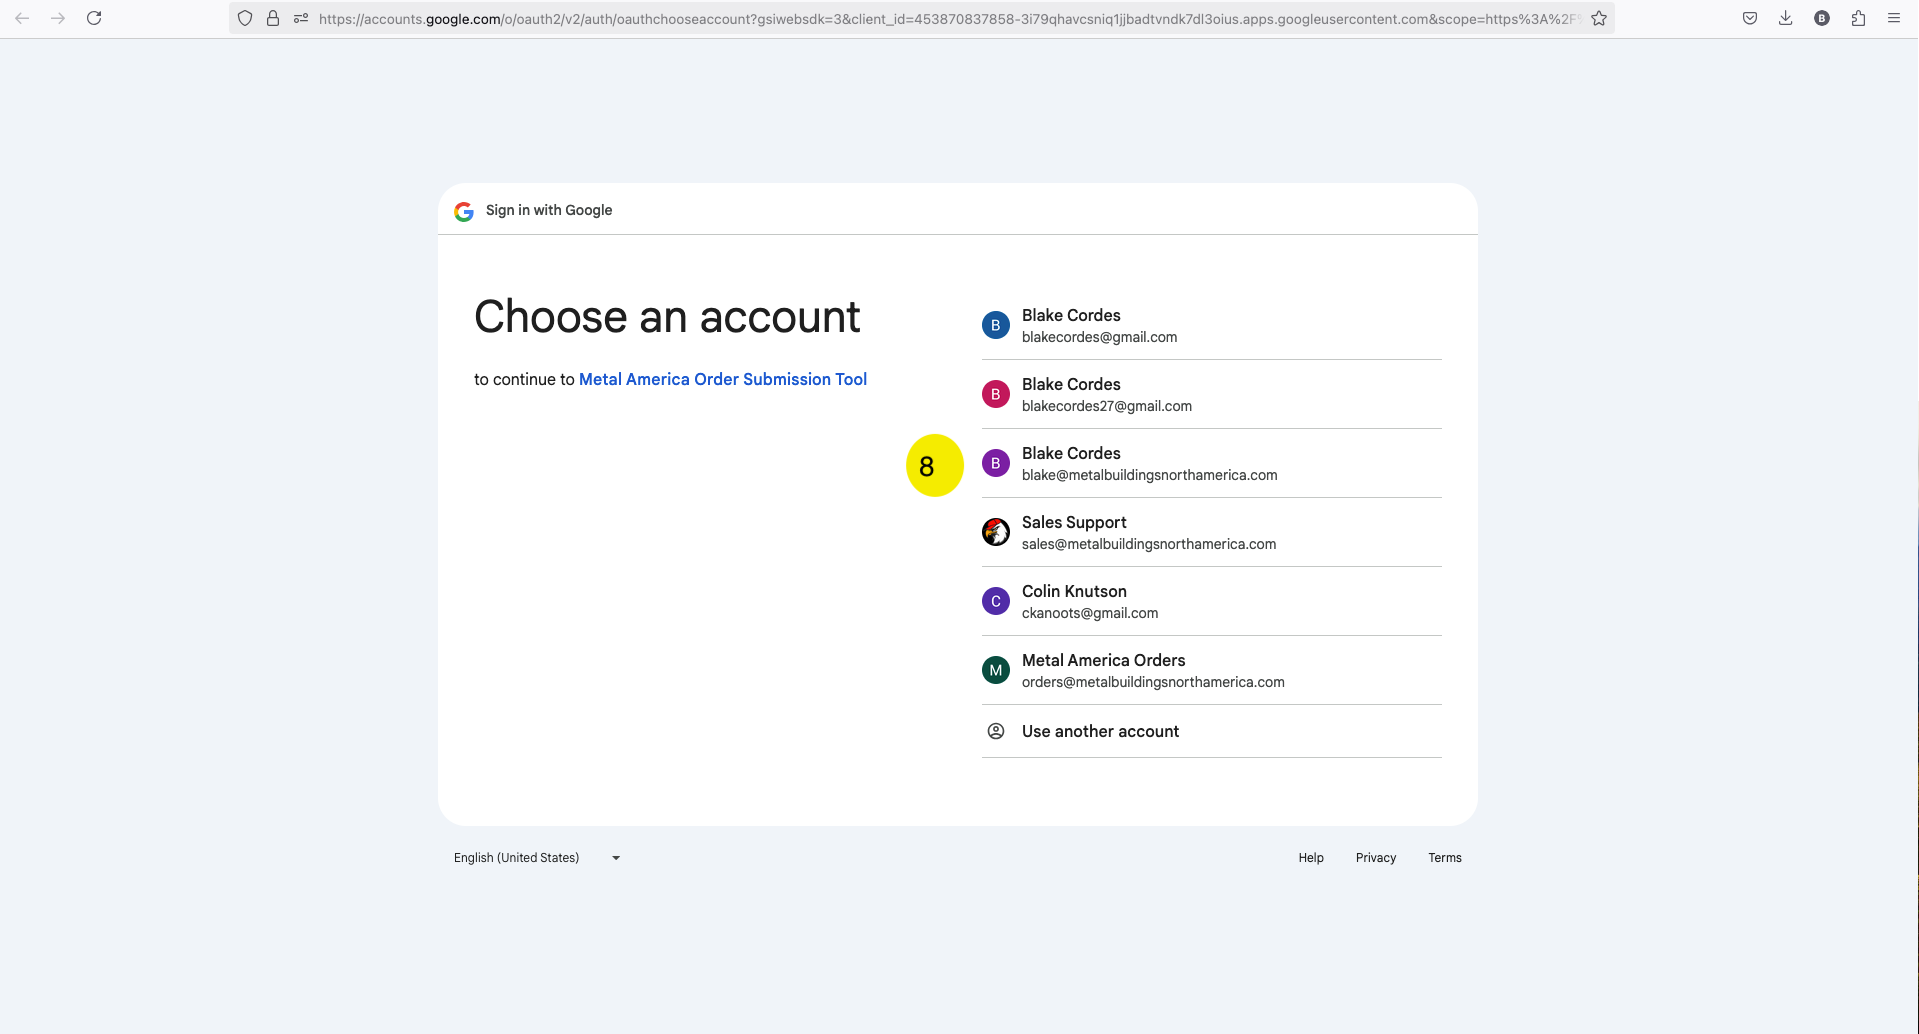 https://accounts.google.com/o/oauth2/v2/auth/oauthchooseaccount?gsiwebsdk=3&client_id=453870837858-3i79qhavcsniq1jjbadtvndk7dl3oius.apps.googleusercontent.com&scope=https%3A%2F
B
Sign in with Google
Choose an account
to continue to Metal America Order Submission Tool
8
B
Blake Cordes
blakecordes@gmail.com
B
Blake Cordes
blakecordes27@gmail.com
B
Blake Cordes
blake@metalbuildingsnorthamerica.com
Sales Support
sales@metalbuildingsnorthamerica.com
C
Colin Knutson
ckanoots@gmail.com
M
Metal America Orders
orders@metalbuildingsnorthamerica.com
Use another account
English (United States)
Help Privacy Terms